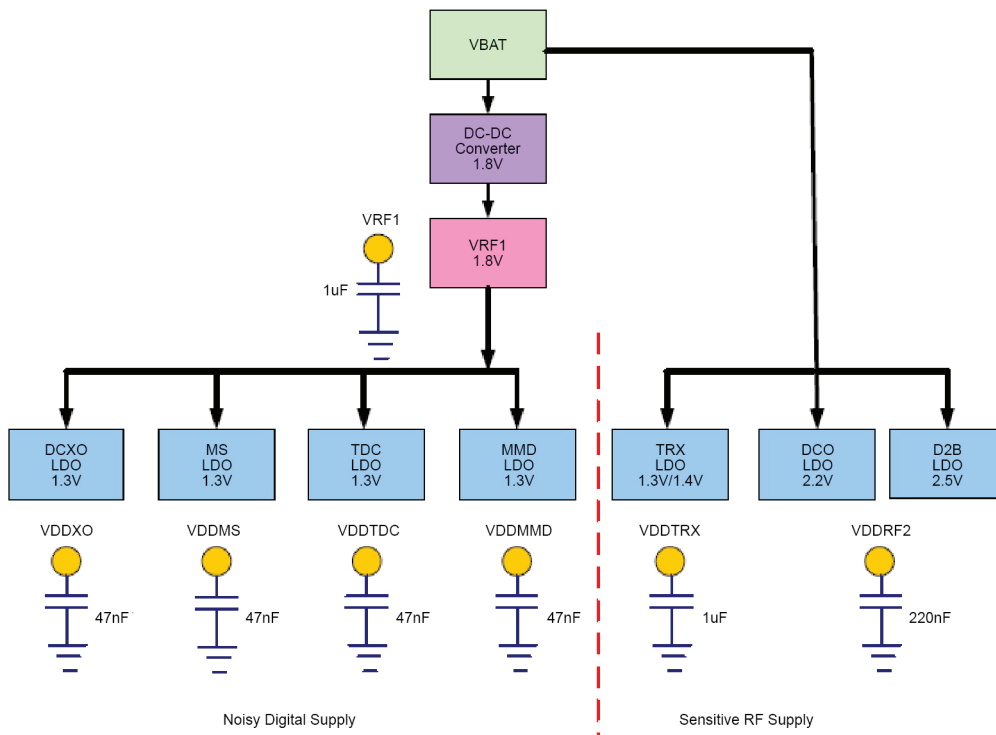 VBAT
DC-DC
Converter
1.8V
VRF1
1uF
VRF1
1.8V
DCXO
LDO
1.3V
MS
LDO
1.3V
TDC
LDO
1.3V
MMD
LDO
1.3V
TRX
LDO
1.3V/1.4V
DCO
LDO
2.2V
D2B
LDO
2.5V
VDDXO
VDDMS
VDDTDC
VDDMMD
VDDTRX
VDDRF2
47nF
47nF
47nF
47nF
1uF
220nF
Noisy Digital Supply
Sensitive RF Supply